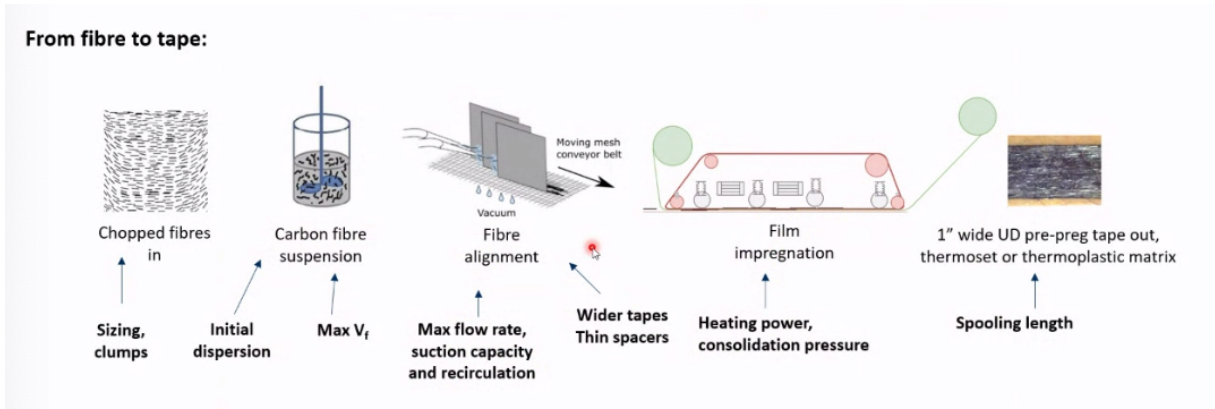 From fibre to tape:
Moving mesh
conveyor belt
Vacuum
Chopped fibres
in
Carbon fibre
suspension
Fibre
alignment
Film
impregnation
1” wide UD pre-preg tape out,
thermoset or thermoplastic matrix
Sizing,
clumps
Initial
dispersion
Max Vf
Max flow rate,
suction capacity
and recirculation
Wider tapes
Thin spacers
Heating power,
consolidation pressure
Spooling length